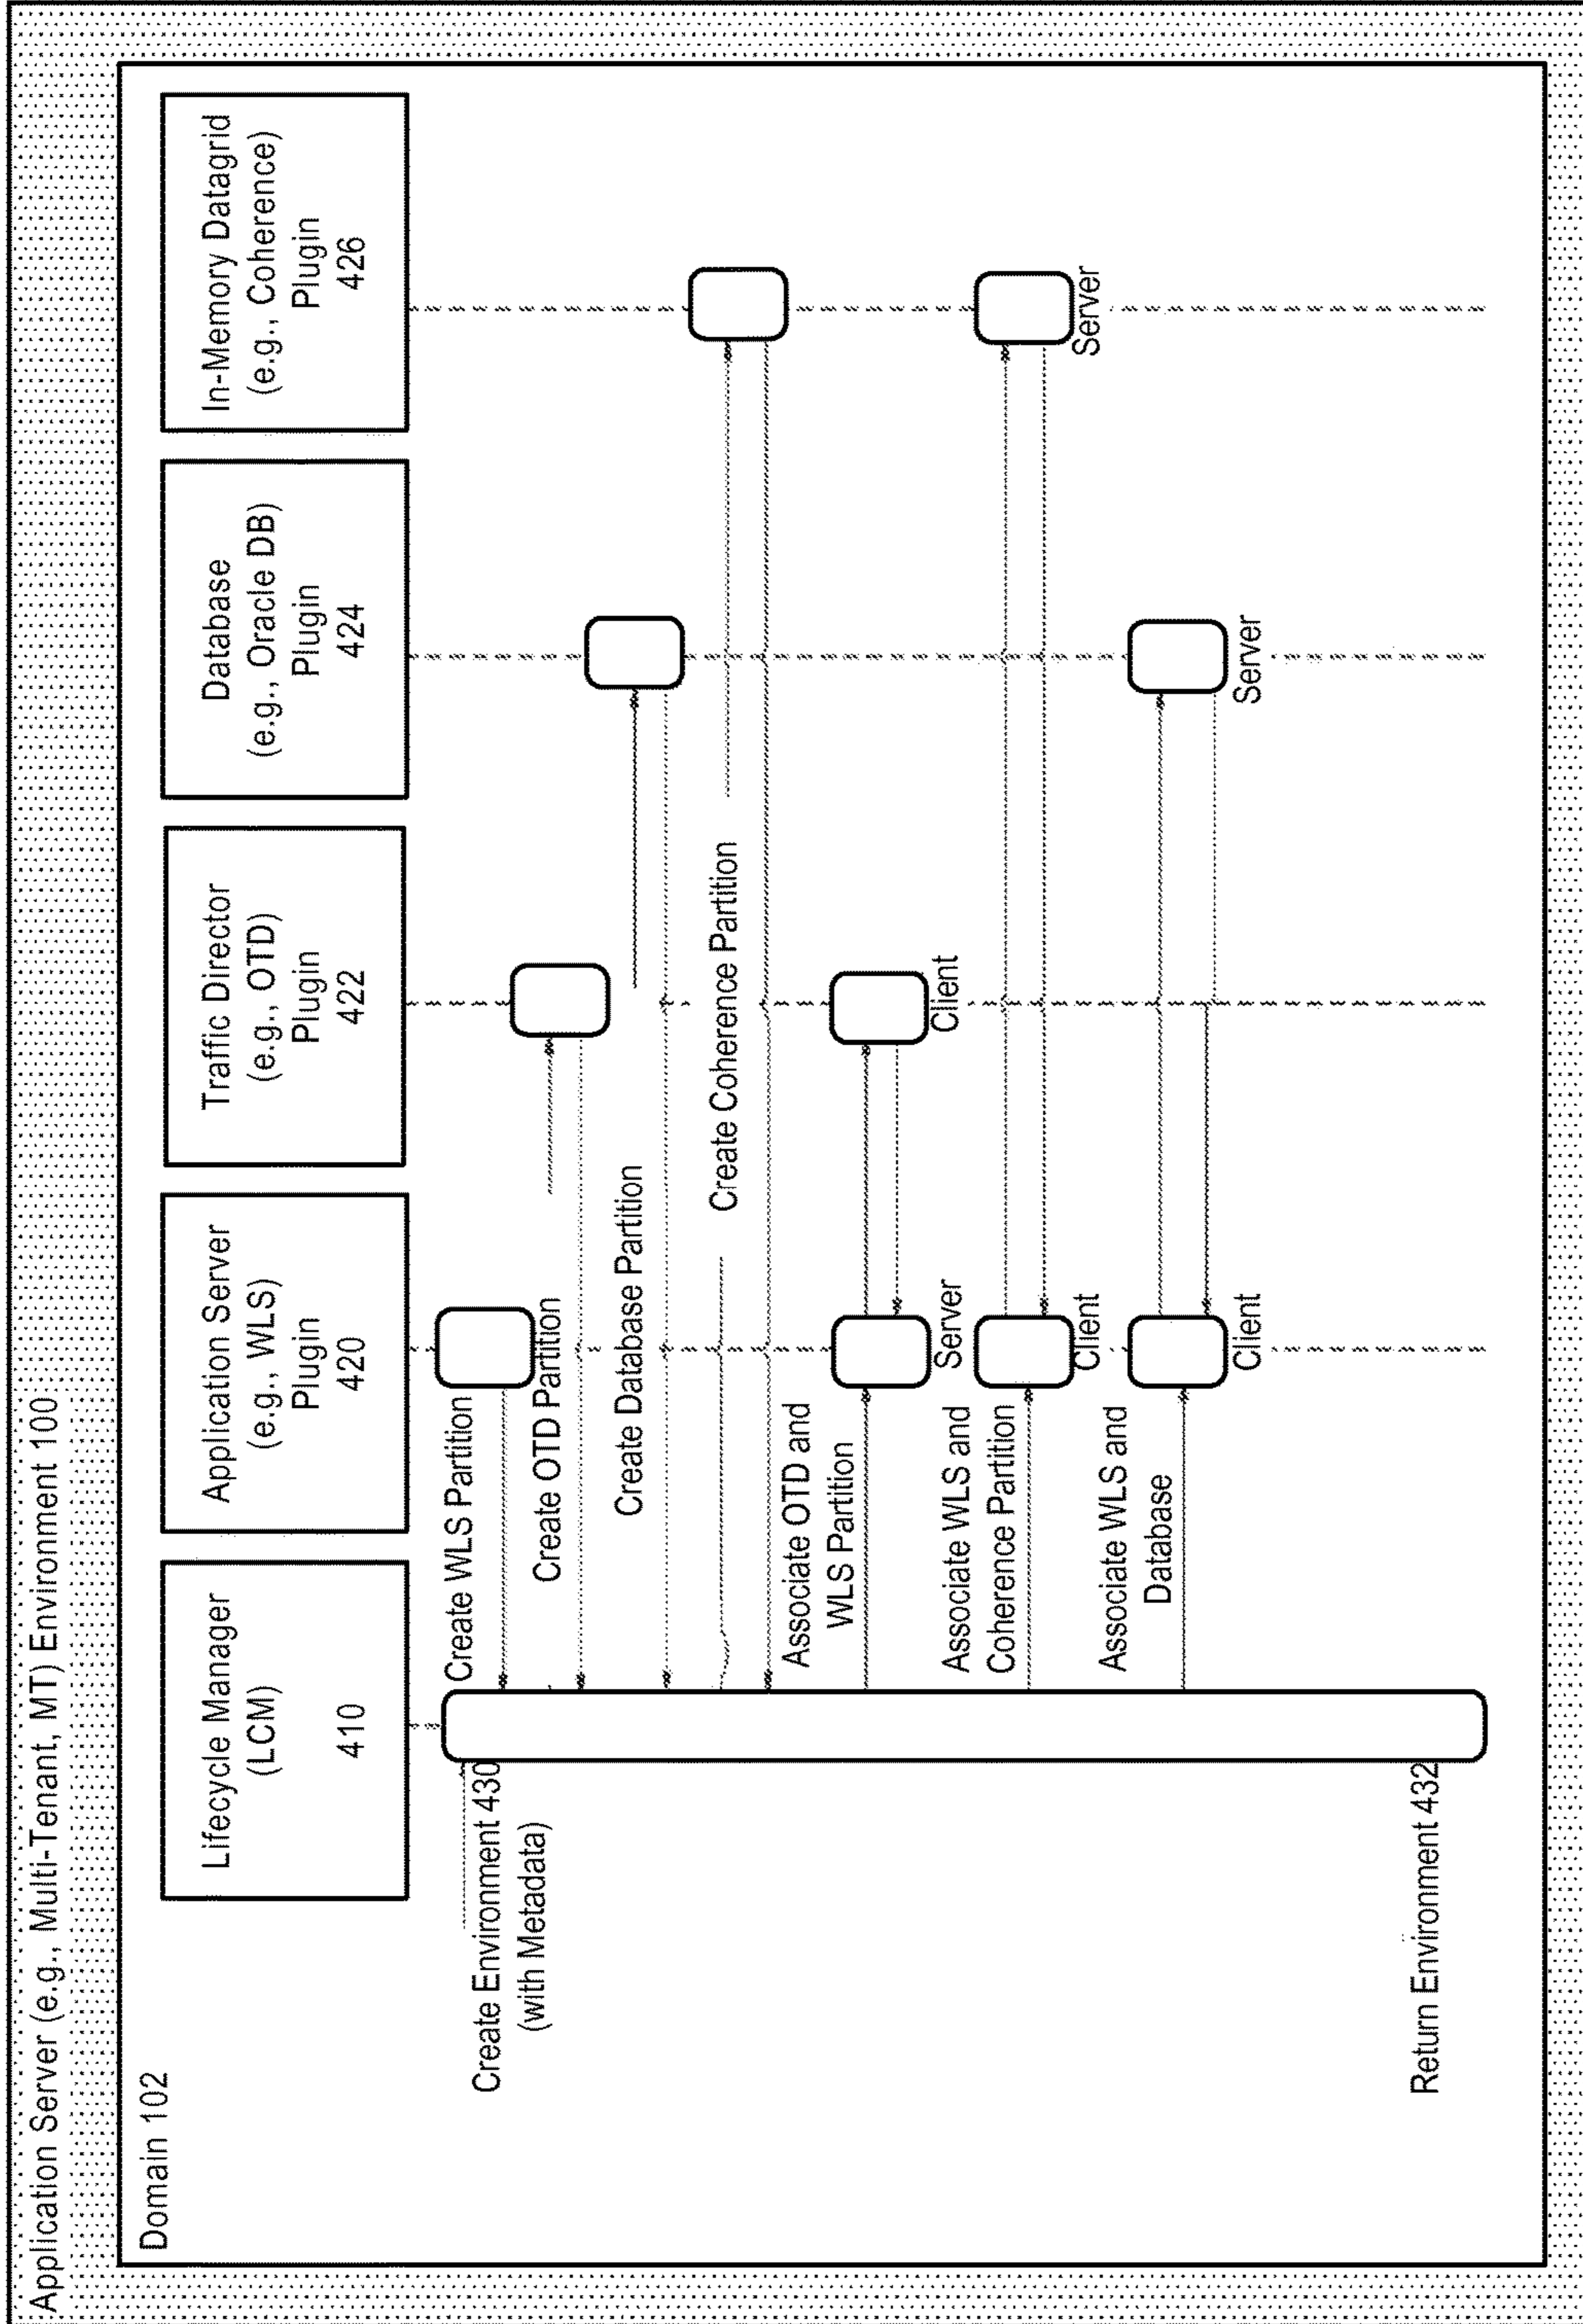 Application Server (e.g., Multi-Tenant, MT) Environment 100
Domain 102
Lifecycle Manager
(LCM)
410
Application Server
(e.g., WLS)
Plugin
420
Traffic Director
(e.g., OTD)
Plugin
422
Database
(e.g., Oracle DB)
Plugin
424
In-Memory Datagrid
(e.g., Coherence)
Plugin
426
Create Environment 430
(with Metadata)
Create WLS Partition
Create OTD Partition
Create Database Partition
Create Coherence Partition
Associate OTD and
WLS Partition
Server
Client
Associate WLS and
Coherence Partition
Client
Server
Associate WLS and
Database
Client
Server
Return Environment 432